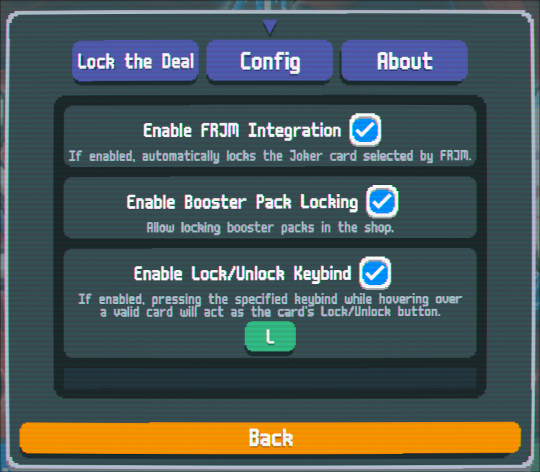 Lock the Deal
Config
About
Enable FRJM Integration
If enabled, automatically locks the Joker card selected by FRJM.
Enable Booster Pack Locking
Allow locking booster packs in the shop.
Enable Lock/Unlock Keybind
If enabled, pressing the specified keybind while hovering over
a valid card will act as the card's Lock/Unlock button.
L
Back